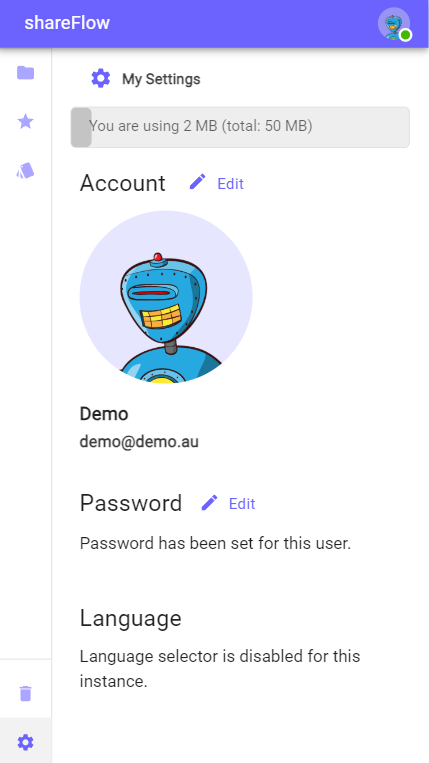 shareFlow
My Settings
You are using 2 MB (total: 50 MB)
Account
Edit
Demo
demo@demo.au
Password
Edit
Password has been set for this user.
Language
Language selector is disabled for this
instance.